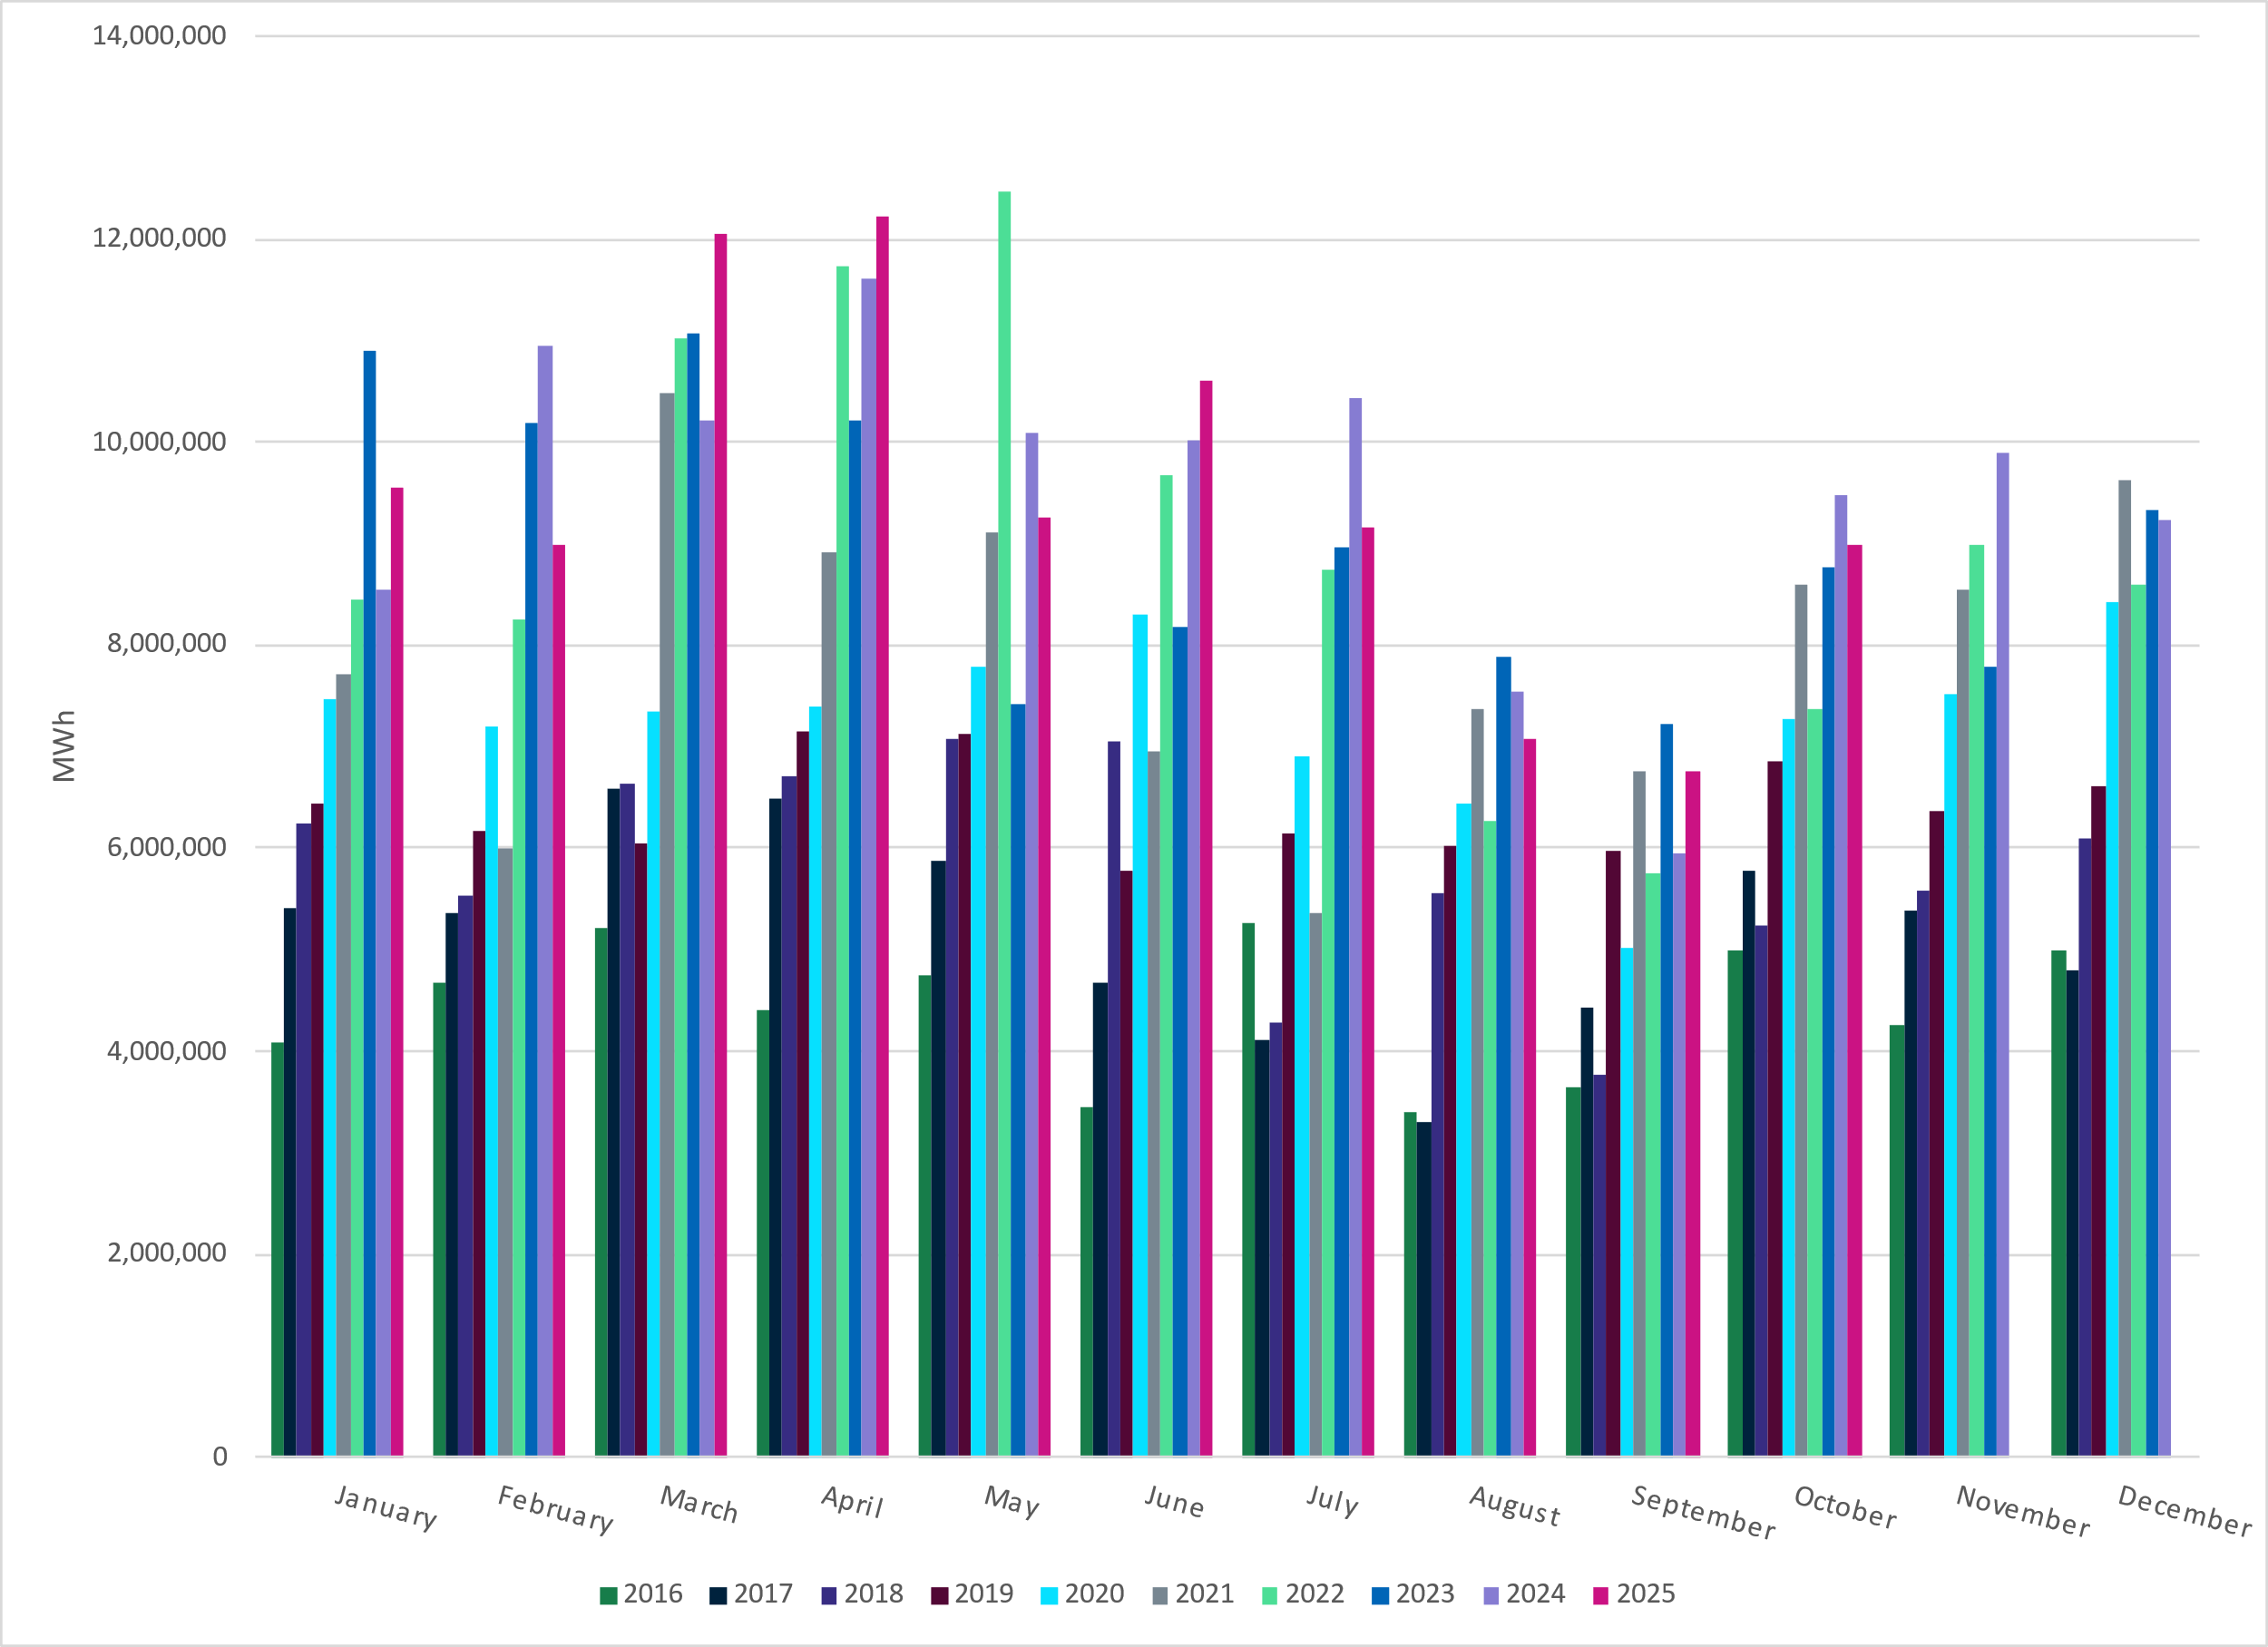 14,000,000
12,000,000
10,000,000
8,000,000
6,000,000
4,000,000
2,000,000
0
MWh
January February March April May June July August September October November December
2016 2017 2018 2019 2020 2021 2022 2023 2024 2025